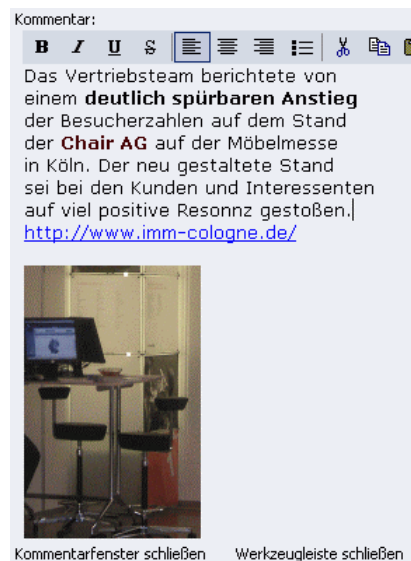 Kommentar:
B I U S
Das Vertriebsteam berichtete von
einem deutlich spürbaren Anstieg
der Besucherzahlen auf dem Stand
der Chair AG auf der Möbelmesse
in Köln. Der neu gestaltete Stand
sei bei den Kunden und Interessenten
auf viel positive Resonnz gestoßen.
http://www.imm-cologne.de/
Kommentarfenster schließen Werkzeugleiste schließen